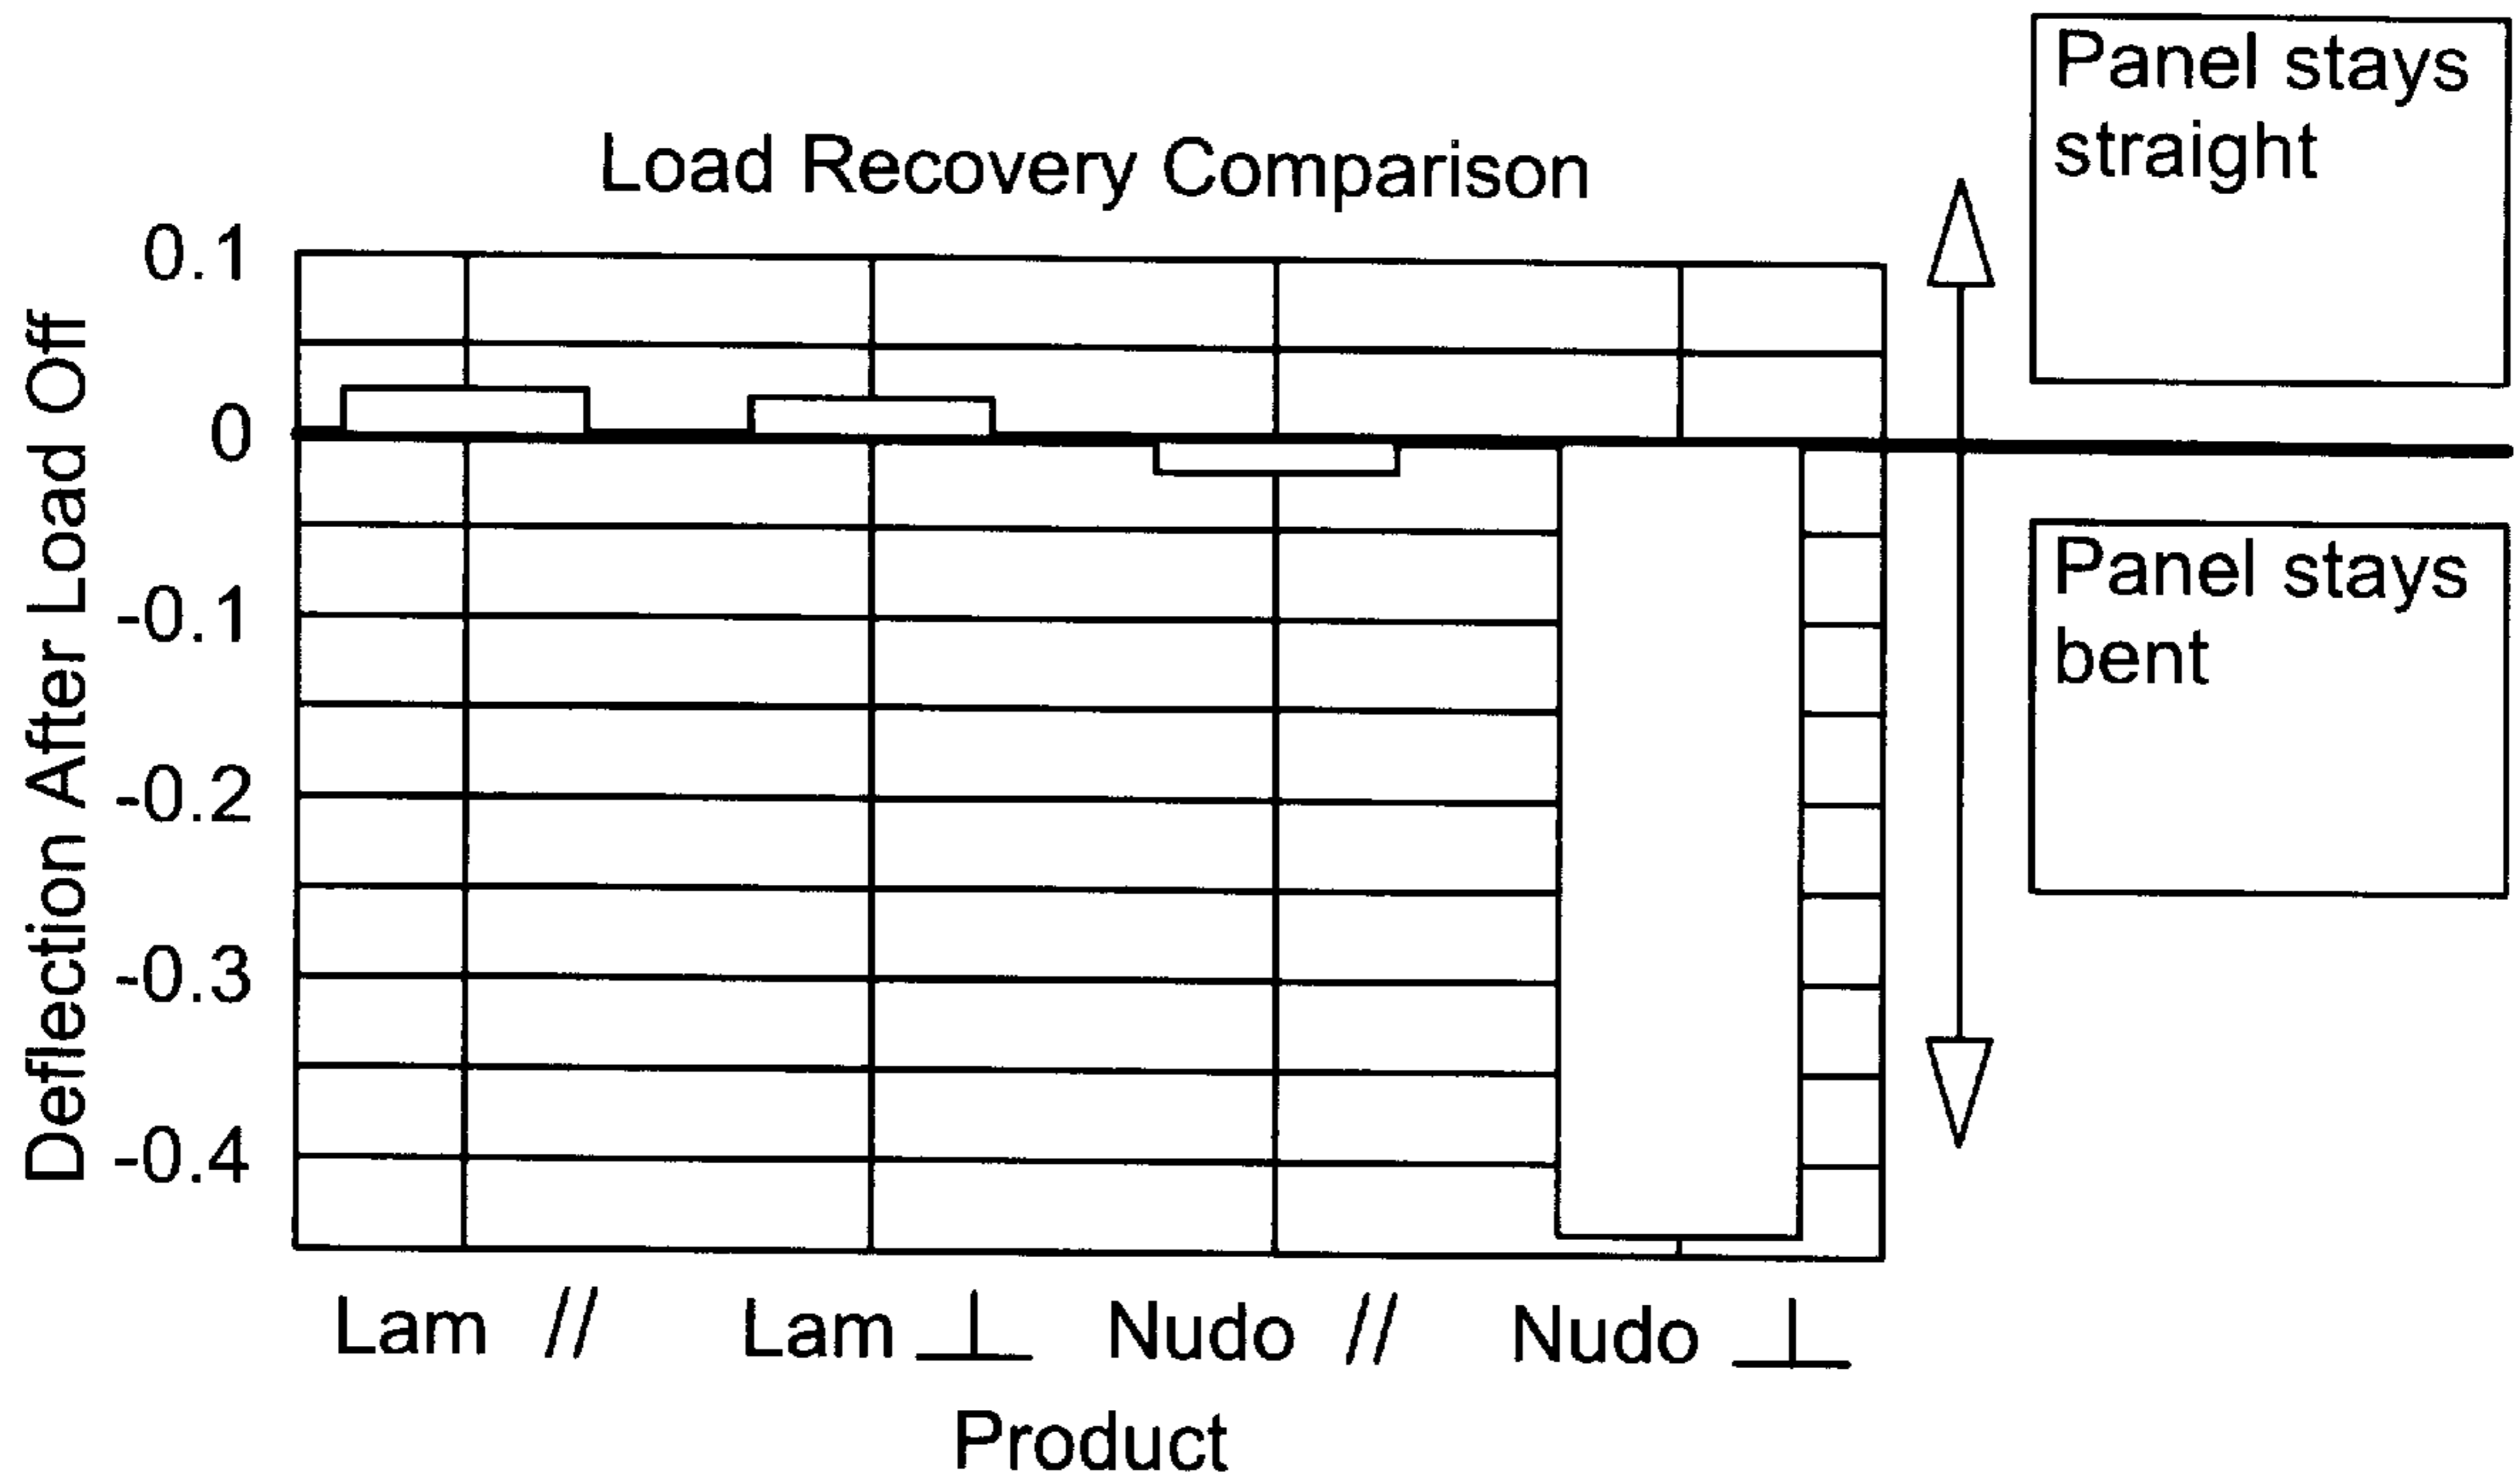 Panel stays
straight
Load Recovery Comparison
0.1
0
-0.1
-0.2
-0.3
-0.4
Deflection After Load Off
Panel stays
bent
Lam // Lam ⊥ Nudo // Nudo ⊥
Product